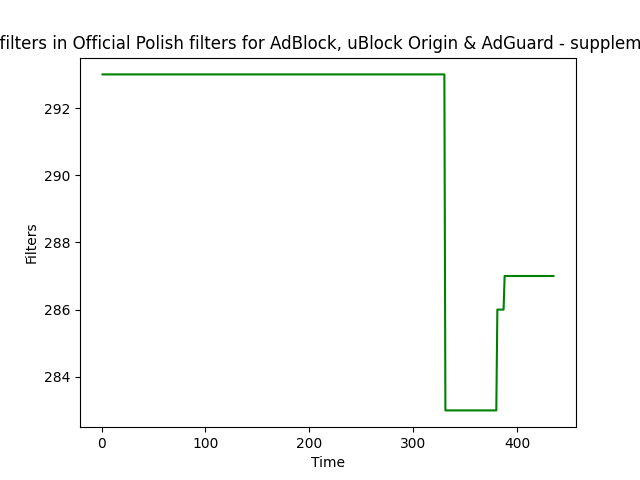 filters in Official Polish filters for AdBlock, uBlock Origin & AdGuard - supplem
292
290
288
286
284
Filters
0 100 200 300 400
Time